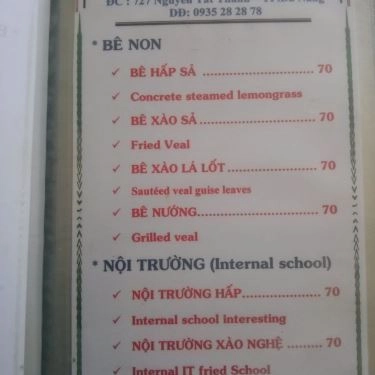 ĐC : 727 Nguyễn Tất Thành
DĐ: 0935 28 28 78
* BÊ NON
BÊ HẤP SẢ ........................ 70
Concrete steamed lemongrass
BÊ XÀO SẢ ........................ 70
Fried Veal
BÊ XÀO LÁ LỐT .................. 70
Sautéed veal guise leaves
BÊ NƯỚNG........................ 70
Grilled veal
* NỘI TRƯỜNG (Internal school)
NỘI TRƯỜNG HẤP................ 70
Internal school interesting
NỘI TRƯỜNG XÀO NGHỆ ......... 70
Internal IT fried School